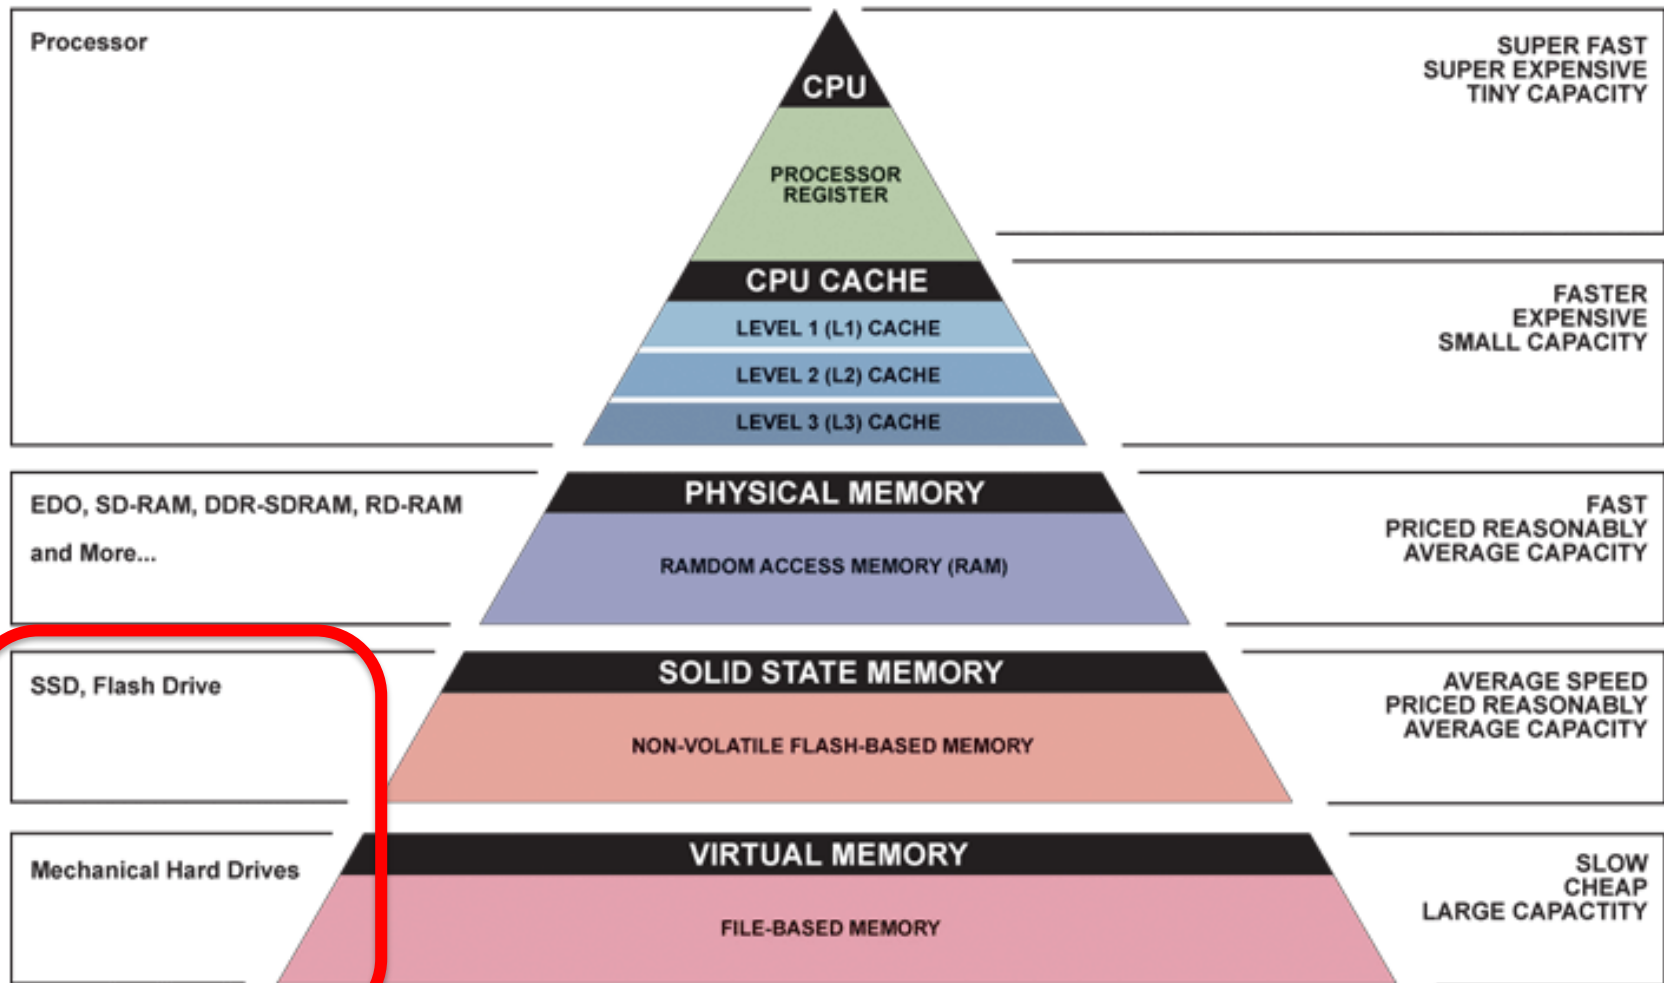 Processor
CPU
SUPER FAST
SUPER EXPENSIVE
TINY CAPACITY
PROCESSOR
REGISTER
CPU CACHE
LEVEL 1 (L1) CACHE
LEVEL 2 (L2) CACHE
LEVEL 3 (L3) CACHE
FASTER
EXPENSIVE
SMALL CAPACITY
EDO, SD-RAM, DDR-SDRAM, RD-RAM
and More...
PHYSICAL MEMORY
RAMDOM ACCESS MEMORY (RAM)
FAST
PRICED REASONABLY
AVERAGE CAPACITY
SSD, Flash Drive
SOLID STATE MEMORY
NON-VOLATILE FLASH-BASED MEMORY
AVERAGE SPEED
PRICED REASONABLY
AVERAGE CAPACITY
Mechanical Hard Drives
VIRTUAL MEMORY
FILE-BASED MEMORY
SLOW
CHEAP
LARGE CAPACTITY